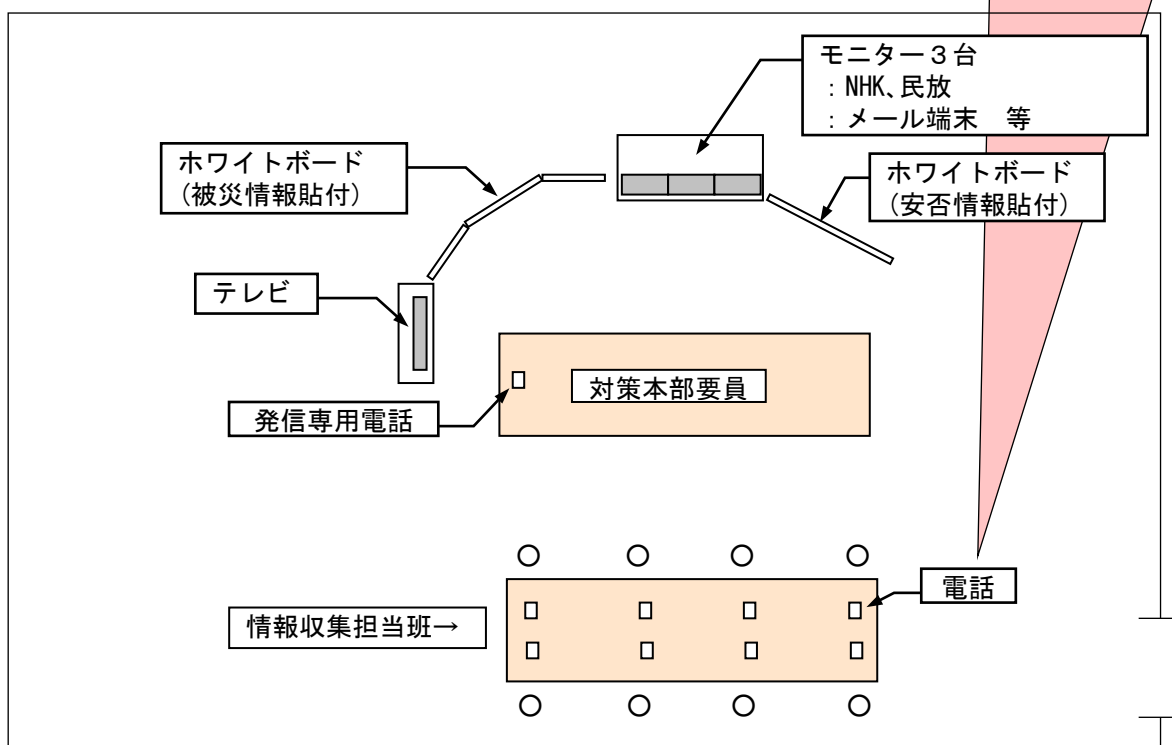 モニター３台
：NHK、民放
：メール端末　等
ホワイトボード
(被災情報貼付)
ホワイトボード
(安否情報貼付)
テレビ
対策本部要員
発信専用電話
電話
情報収集担当班→